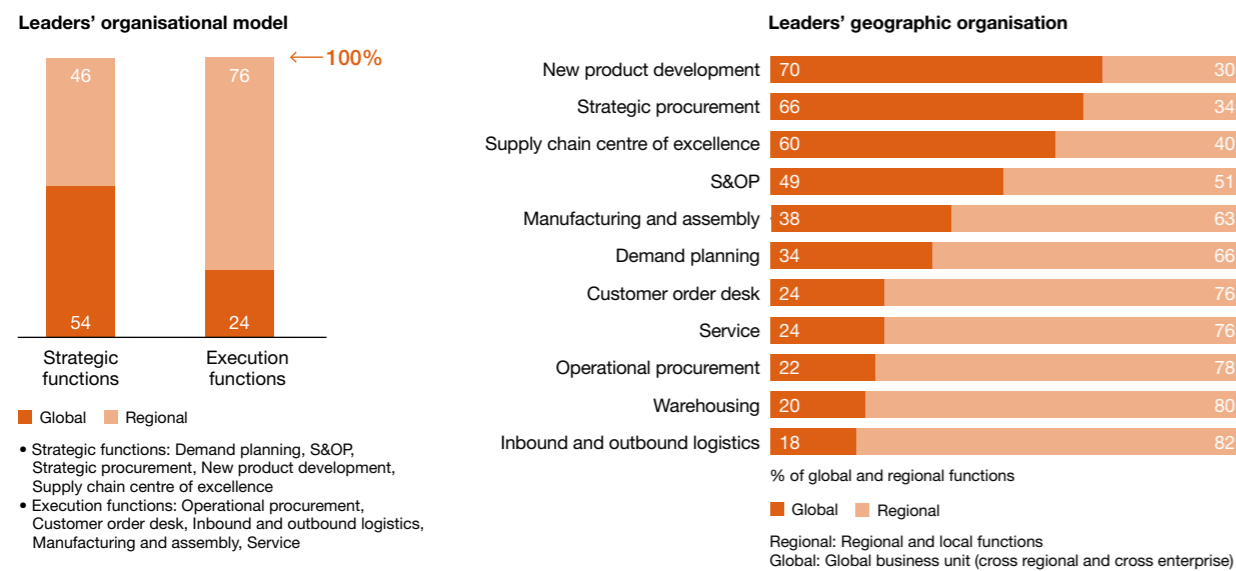 Leaders’ organisational model
46
76
←100%
54
24
Strategic
functions
Execution
functions
Global
Regional
• Strategic functions: Demand planning, S&OP,
Strategic procurement, New product development,
Supply chain centre of excellence
• Execution functions: Operational procurement,
Customer order desk, Inbound and outbound logistics,
Manufacturing and assembly, Service
Leaders’ geographic organisation
New product development 70 30
Strategic procurement 66 34
Supply chain centre of excellence 60 40
S&OP 49 51
Manufacturing and assembly 38 63
Demand planning 34 66
Customer order desk 24 76
Service 24 76
Operational procurement 22 78
Warehousing 20 80
Inbound and outbound logistics 18 82
% of global and regional functions
Global
Regional
Regional: Regional and local functions
Global: Global business unit (cross regional and cross enterprise)